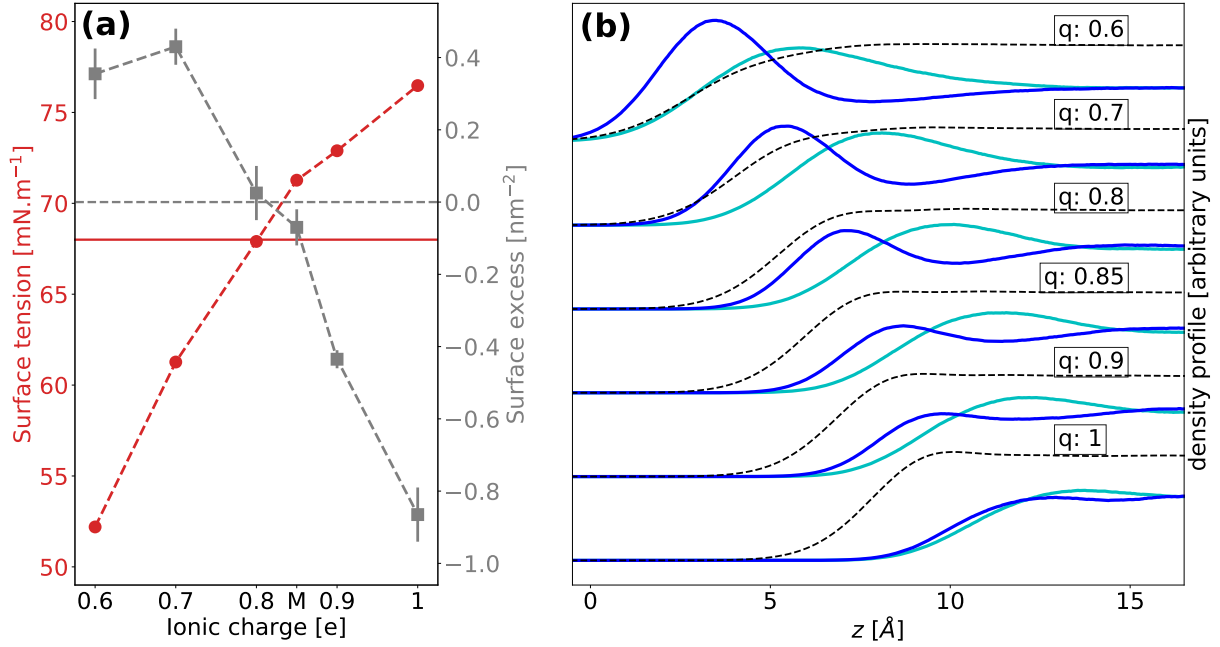 (a)
80
75
70
65
60
55
50
Surface tension [mN.m⁻¹]
0.6
0.7
0.8
M
0.9
1
Ionic charge [e]
0.4
0.2
0.0
−0.2
−0.4
−0.6
−0.8
−1.0
Surface excess [nm⁻²]
(b)
q: 0.6
q: 0.7
q: 0.8
q: 0.85
q: 0.9
q: 1
0
5
10
15
z [Å]
density profile [arbitrary units]